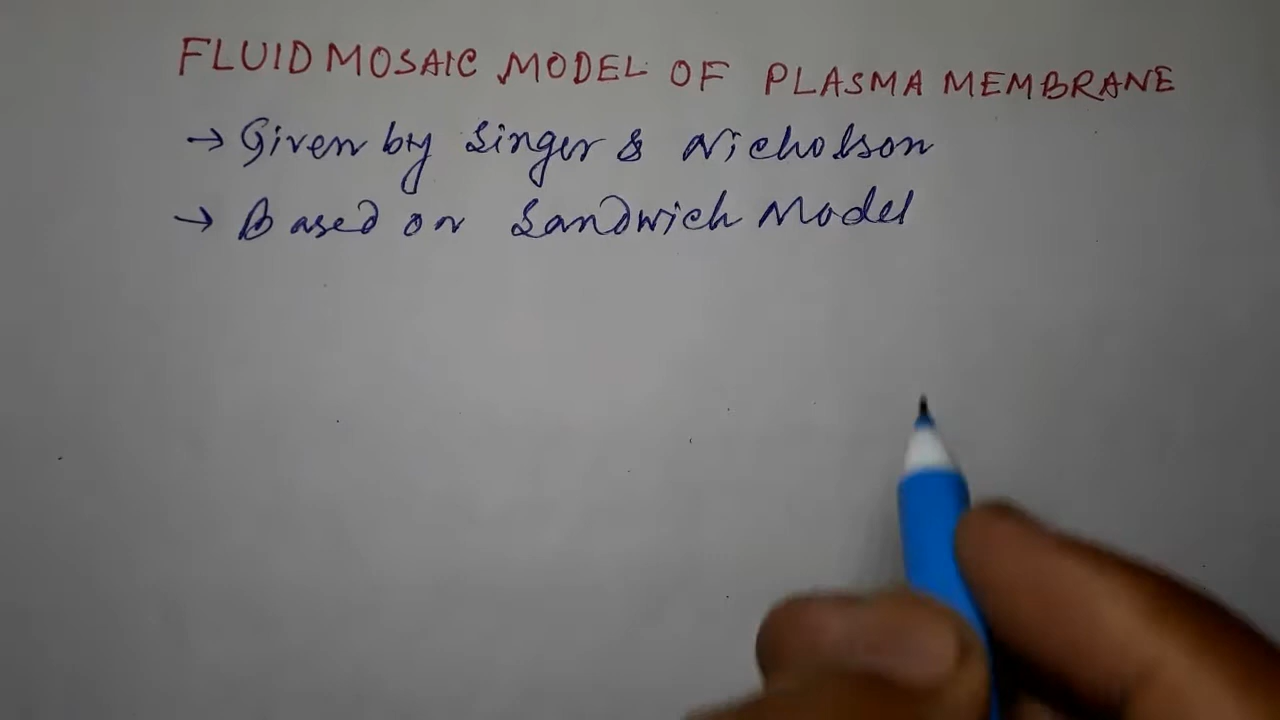 FLUID MOSAIC MODEL OF PLASMA MEMBRANE
→ Given by Singer & Nicholson
→ Based on Sandwich Model